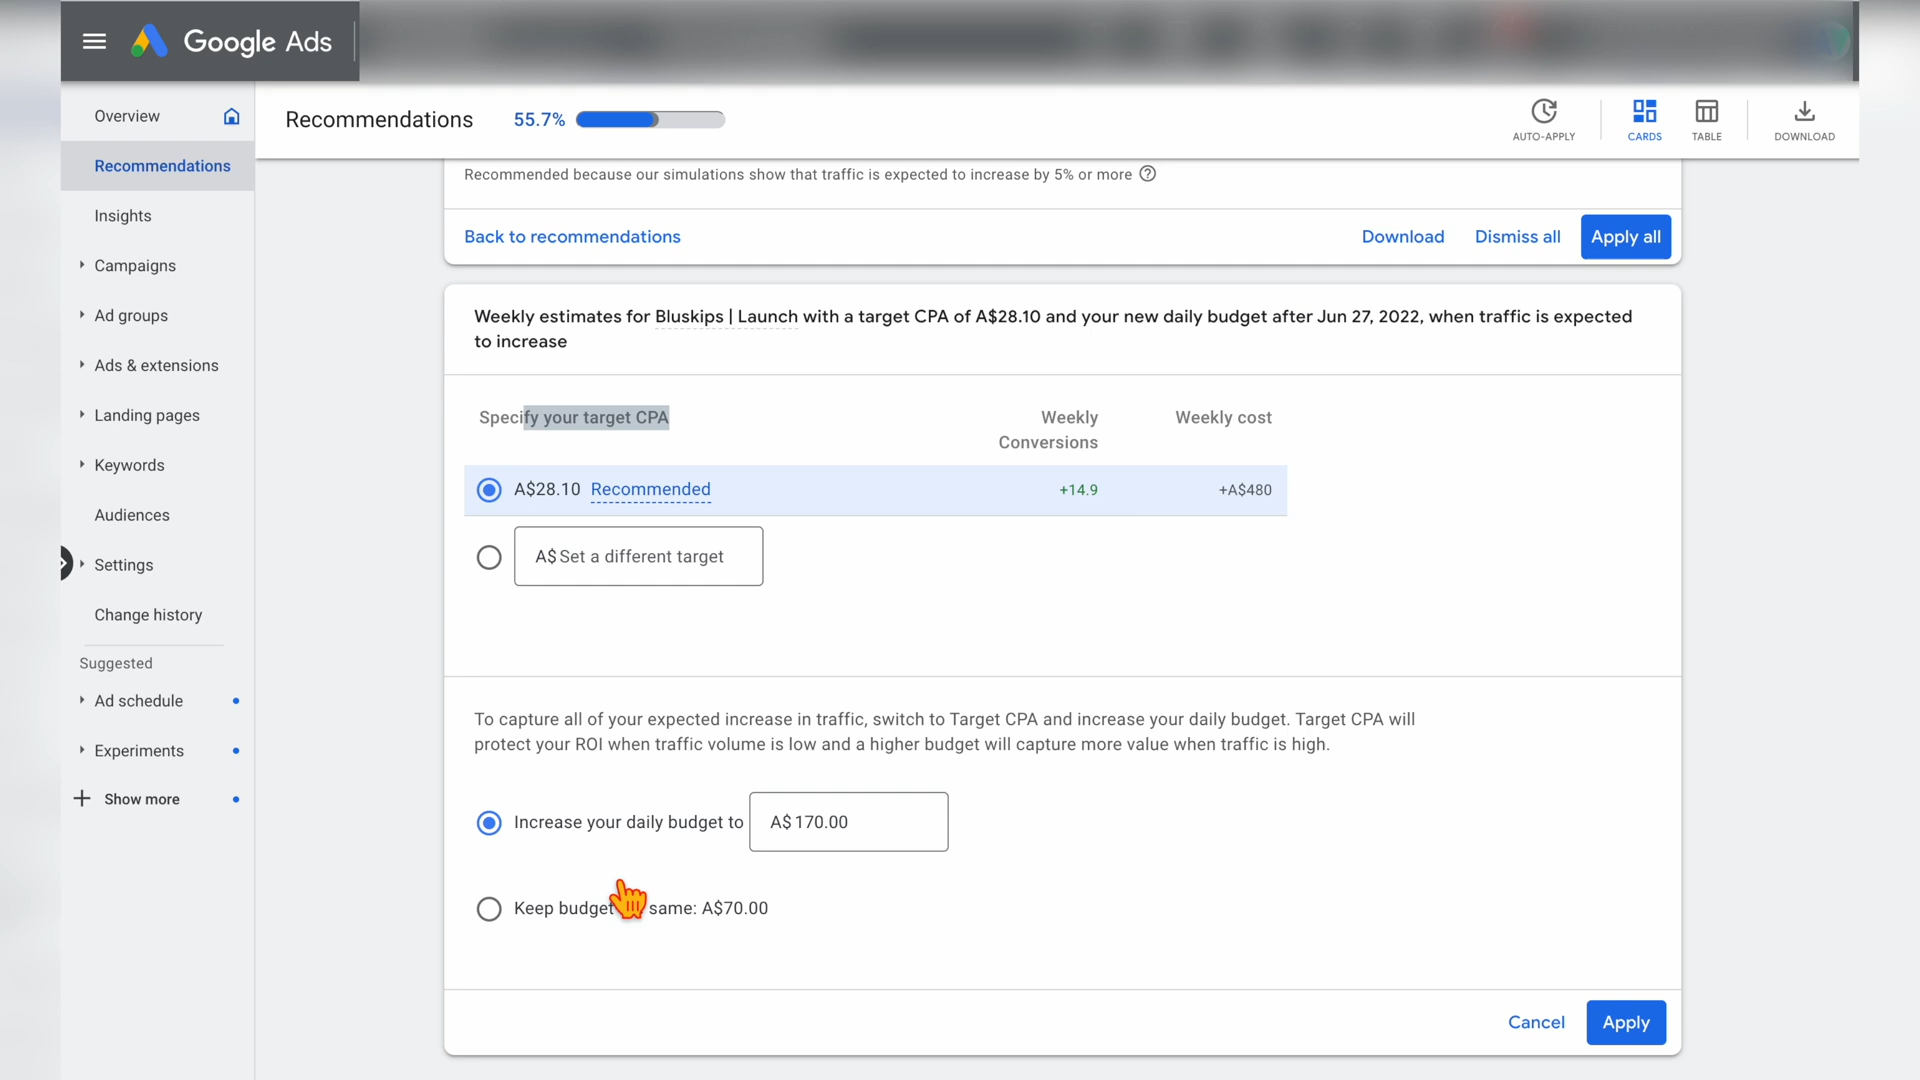 Google Ads
Overview
Recommendations
Insights
Campaigns
Ad groups
Ads & extensions
Landing pages
Keywords
Audiences
Settings
Change history
Suggested
Ad schedule
Experiments
Show more
Recommendations
55.7%
AUTO-APPLY
CARDS
TABLE
DOWNLOAD
Recommended because our simulations show that traffic is expected to increase by 5% or more
Back to recommendations
Download
Dismiss all
Apply all
Weekly estimates for Bluskips | Launch with a target CPA of A$28.10 and your new daily budget after Jun 27, 2022, when traffic is expected
to increase
Specify your target CPA
Weekly
Conversions
Weekly cost
A$28.10 Recommended
+14.9
+A$480
A$ Set a different target
To capture all of your expected increase in traffic, switch to Target CPA and increase your daily budget. Target CPA will
protect your ROI when traffic volume is low and a higher budget will capture more value when traffic is high.
Increase your daily budget to
A$ 170.00
Keep budget same: A$70.00
Cancel
Apply